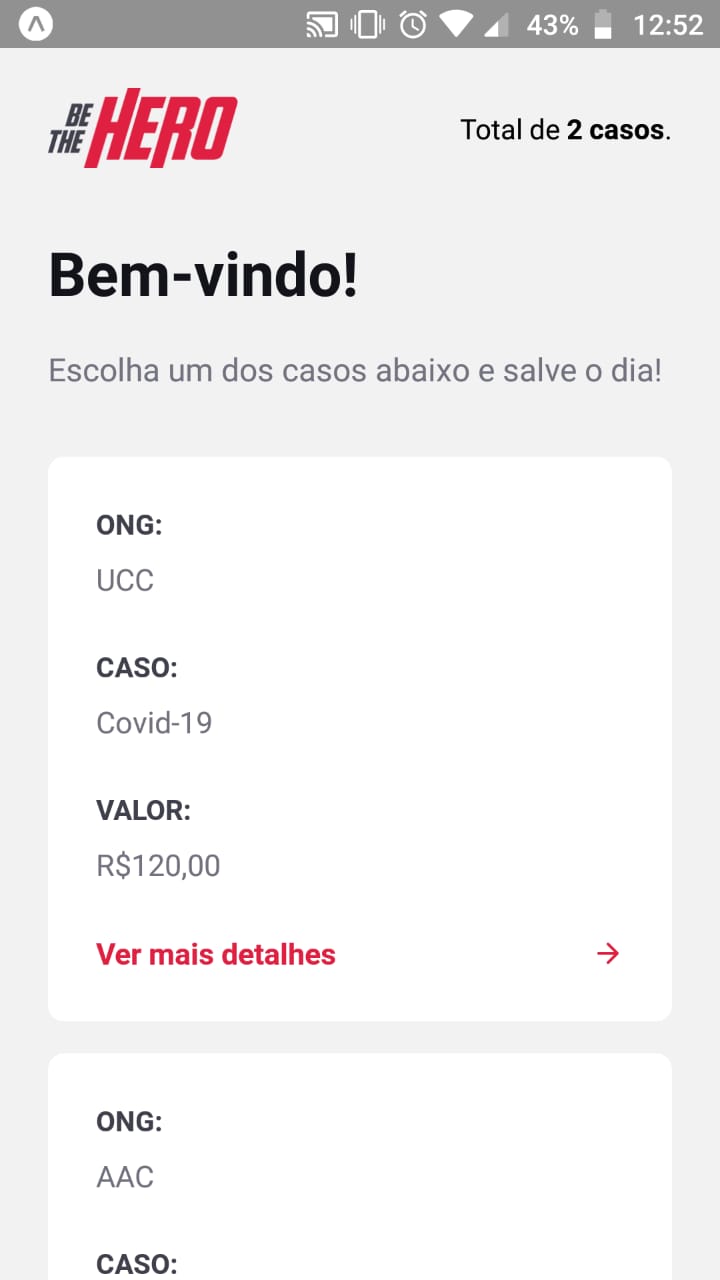 43% 12:52
BE
THE HERO
Total de 2 casos.
Bem-vindo!
Escolha um dos casos abaixo e salve o dia!
ONG:
UCC
CASO:
Covid-19
VALOR:
R$120,00
Ver mais detalhes
ONG:
AAC
CASO: